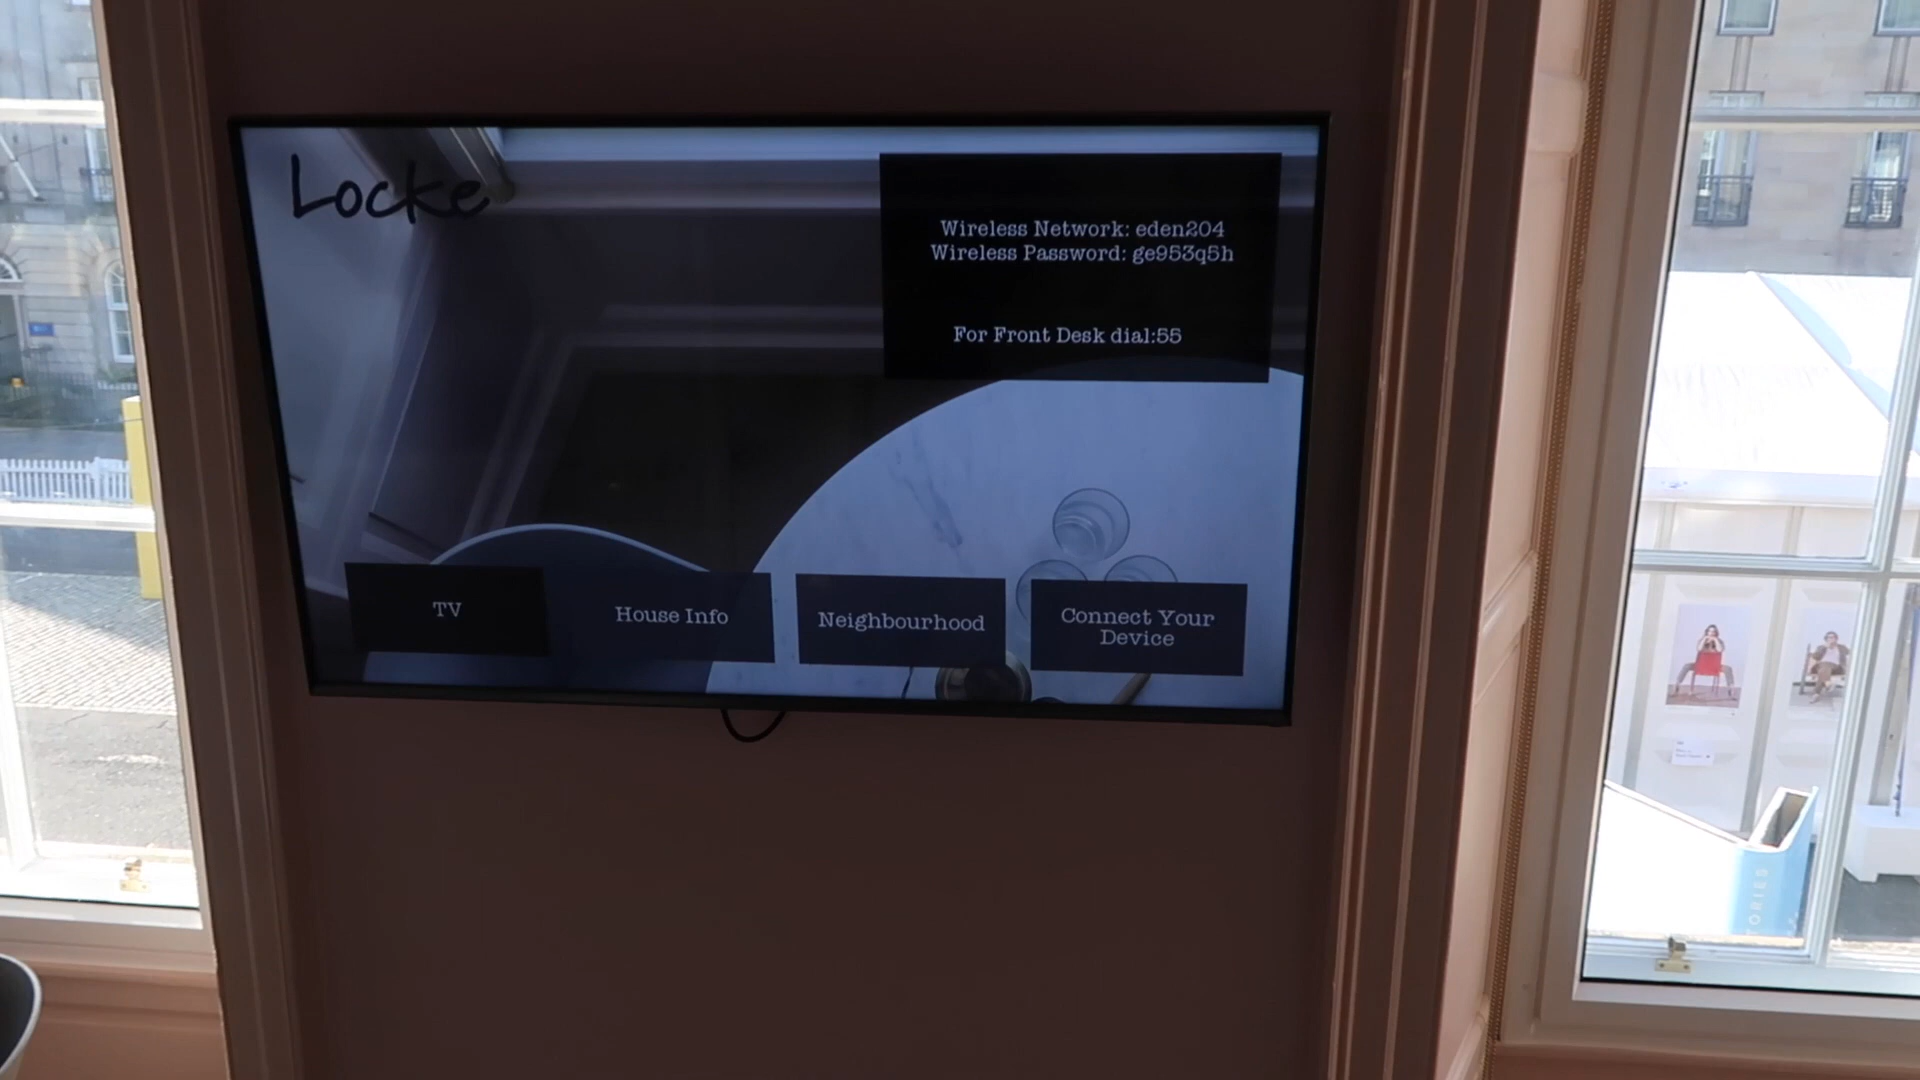 Locke
Wireless Network: eden204
Wireless Password: ge953q5h
For Front Desk dial:55
TV
House Info
Neighbourhood
Connect Your
Device